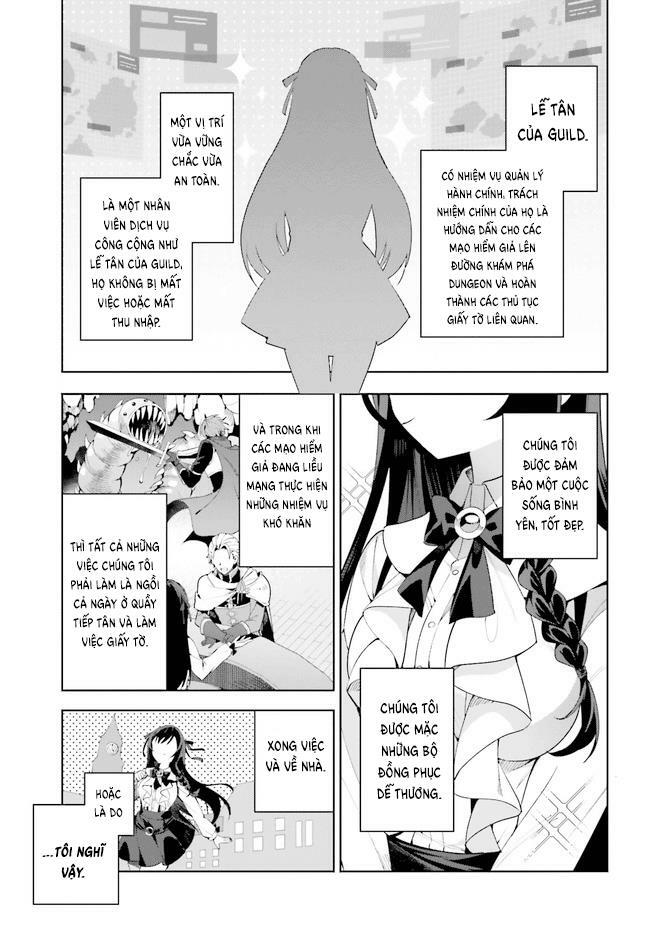 LỄ TÂN
CỦA GUILD.
CÓ NHIỆM VỤ QUẢN LÝ
HÀNH CHÍNH, TRÁCH
NHIỆM CHÍNH CỦA HỌ LÀ
HƯỚNG DẪN CHO CÁC
MẠO HIỂM GIẢ LÊN
ĐƯỜNG KHÁM PHÁ
DUNGEON VÀ HOÀN
THÀNH CÁC THỦ TỤC
GIẤY TỜ LIÊN QUAN.
MỘT VỊ TRÍ
VỪA VỮNG
CHẮC VỪA
AN TOÀN.
LÀ MỘT NHÂN
VIÊN DỊCH VỤ
CÔNG CỘNG NHƯ
LỄ TÂN CỦA GUILD,
HỌ KHÔNG BỊ MẤT
VIỆC HOẶC MẤT
THU NHẬP.
CHÚNG TÔI
ĐƯỢC ĐẢM
BẢO MỘT CUỘC
SỐNG BÌNH
YÊN, TỐT ĐẸP.
CHÚNG TÔI
ĐƯỢC MẶC
NHỮNG BỘ
ĐỒNG PHỤC
DỄ THƯƠNG.
VÀ TRONG KHI
CÁC MẠO HIỂM
GIẢ ĐANG LIỀU
MẠNG THỰC HIỆN
NHỮNG NHIỆM VỤ
KHÓ KHĂN
THÌ TẤT CẢ NHỮNG
VIỆC CHÚNG TÔI
PHẢI LÀM LÀ NGỒI
CẢ NGÀY Ở QUẦY
TIẾP TÂN VÀ LÀM
VIỆC GIẤY TỜ.
XONG VIỆC
VÀ VỀ NHÀ.
HOẶC
LÀ DO
...TÔI NGHĨ
VẬY.